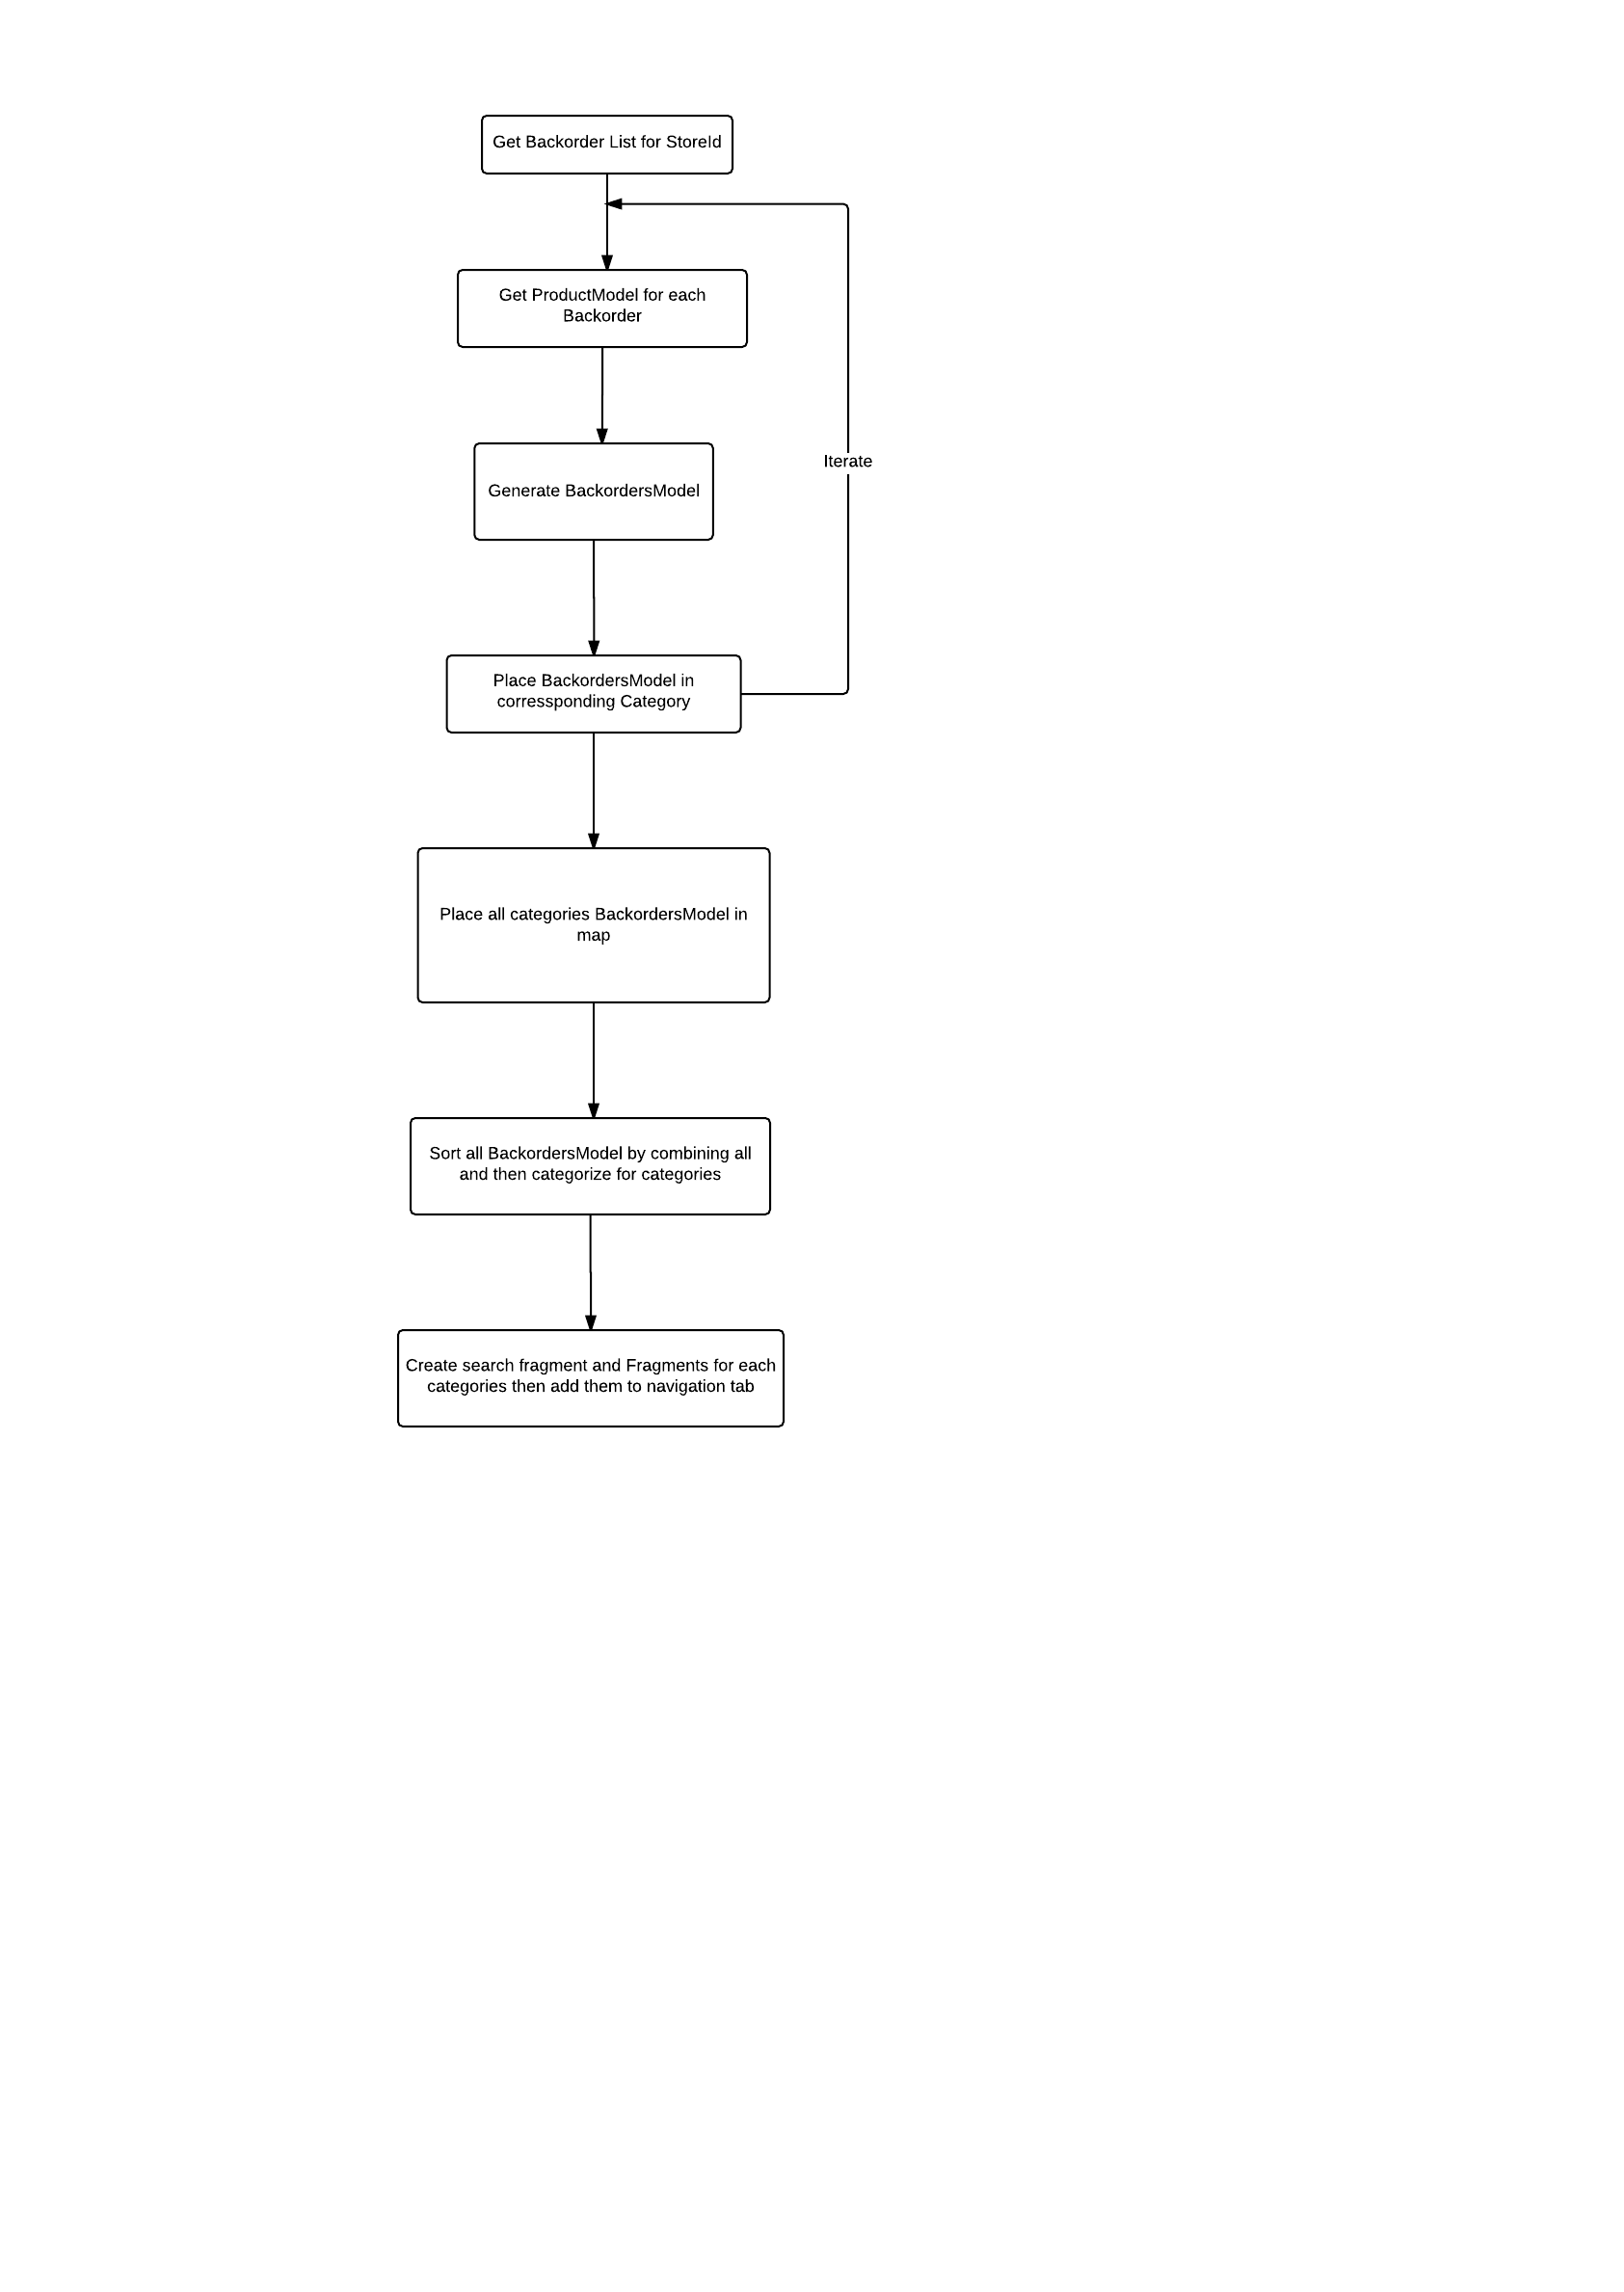 Get Backorder List for StoreId
Get ProductModel for each
Backorder
Iterate
Generate BackordersModel
Place BackordersModel in
corressponding Category
Place all categories BackordersModel in
map
Sort all BackordersModel by combining all
and then categorize for categories
Create search fragment and Fragments for each
categories then add them to navigation tab